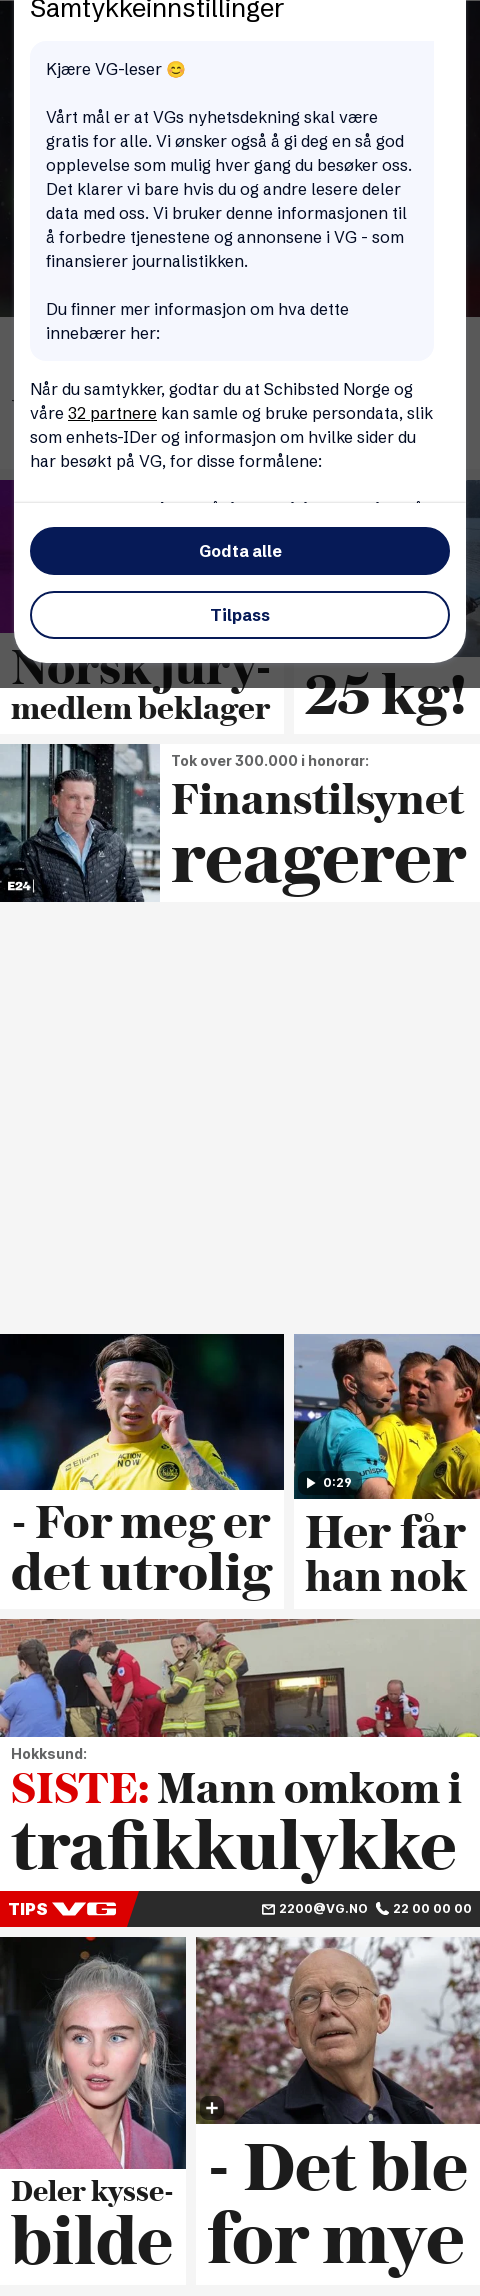 Samtykkeinnstillinger
Kjære VG-leser 😊
Vårt mål er at VGs nyhetsdekning skal være
gratis for alle. Vi ønsker også å gi deg en så god
opplevelse som mulig hver gang du besøker oss.
Det klarer vi bare hvis du og andre lesere deler
data med oss. Vi bruker denne informasjonen til
å forbedre tjenestene og annonsene i VG - som
finansierer journalistikken.
Du finner mer informasjon om hva dette
innebærer her:
Når du samtykker, godtar du at Schibsted Norge og
våre 32 partnere kan samle og bruke persondata, slik
som enhets-IDer og informasjon om hvilke sider du
har besøkt på VG, for disse formålene:
Godta alle
Tilpass
Norsk jury-
medlem beklager
25 kg!
E24
Tok over 300.000 i honorar:
Finanstilsynet
reagerer
Elkem
ACTION
NOW
- For meg er
det utrolig
0:29
Her får
han nok
Hokksund:
SISTE: Mann omkom i
trafikkulykke
TIPS VG
2200@VG.NO 22 00 00 00
Deler kysse-
bilde
- Det ble
for mye